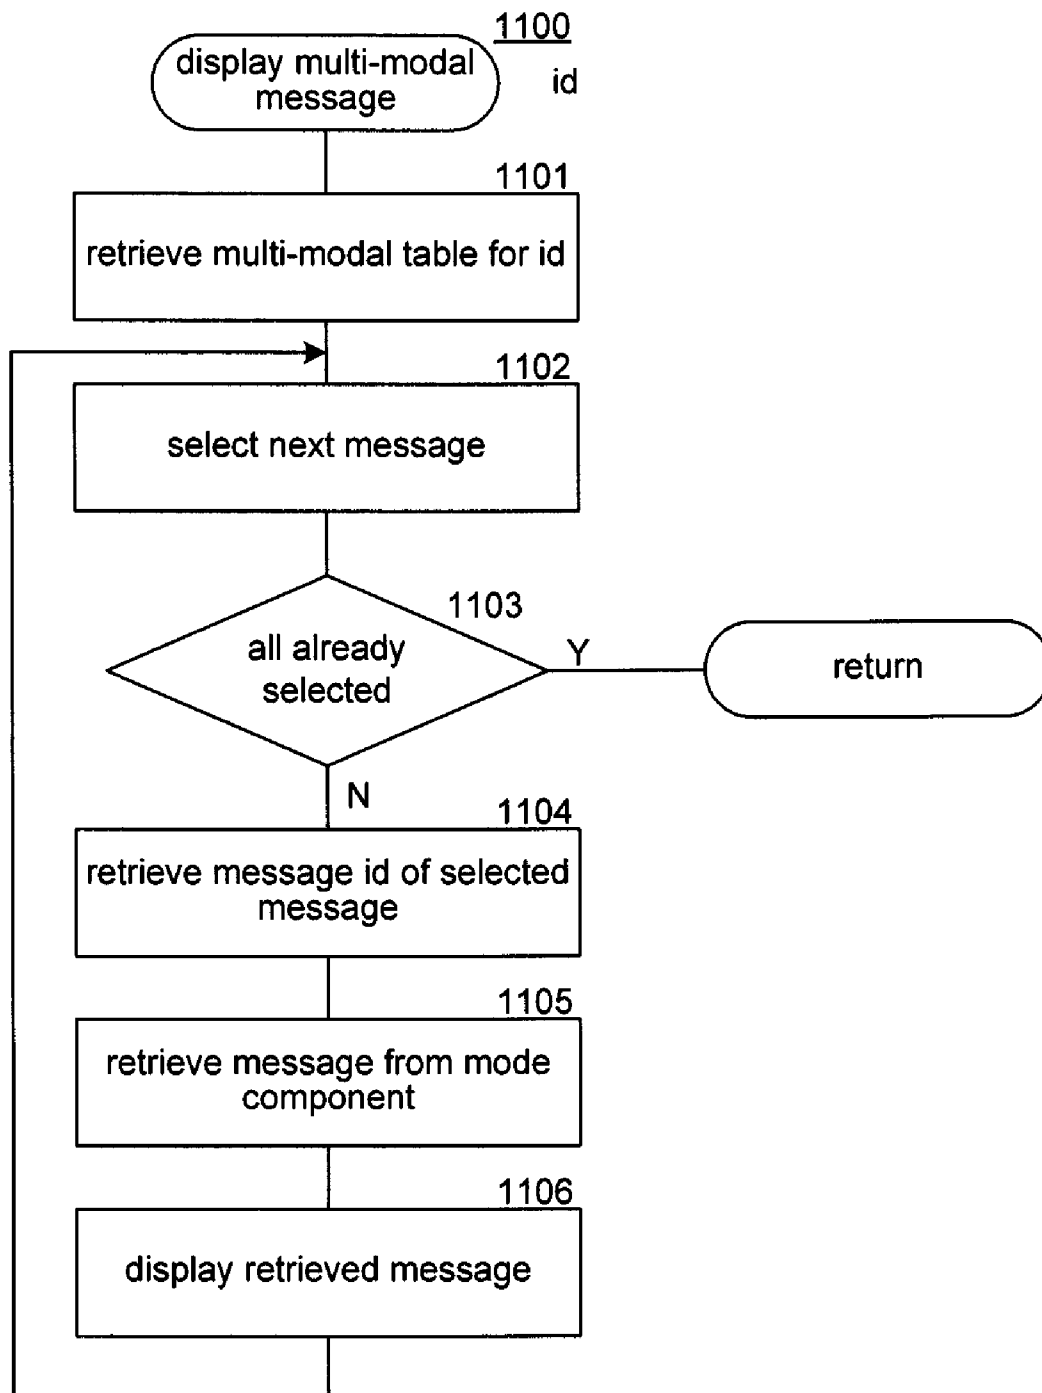 1100
display multi-modal
message
id
1101
retrieve multi-modal table for id
1102
select next message
1103
all already
selected
Y
return
N
1104
retrieve message id of selected
message
1105
retrieve message from mode
component
1106
display retrieved message